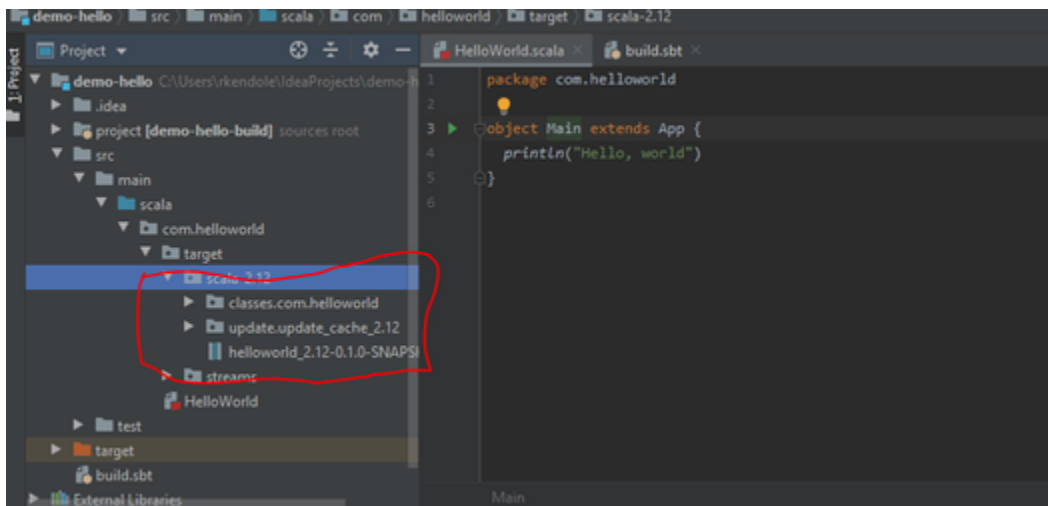 demo-hello src main scala com helloworld target scala-2.12
1: Project
Project
HelloWorld.scala
build.sbt
demo-hello C:\Users\rkendole\IdeaProjects\demo-h
.idea
project [demo-hello-build] sources root
src
main
scala
com.helloworld
target
scala-2.12
classes.com.helloworld
update.update_cache_2.12
helloworld_2.12-0.1.0-SNAPS
streams
HelloWorld
test
target
build.sbt
External Libraries
1 package com.helloworld
2
3 object Main extends App {
4 println("Hello, world")
5 }
6
Main